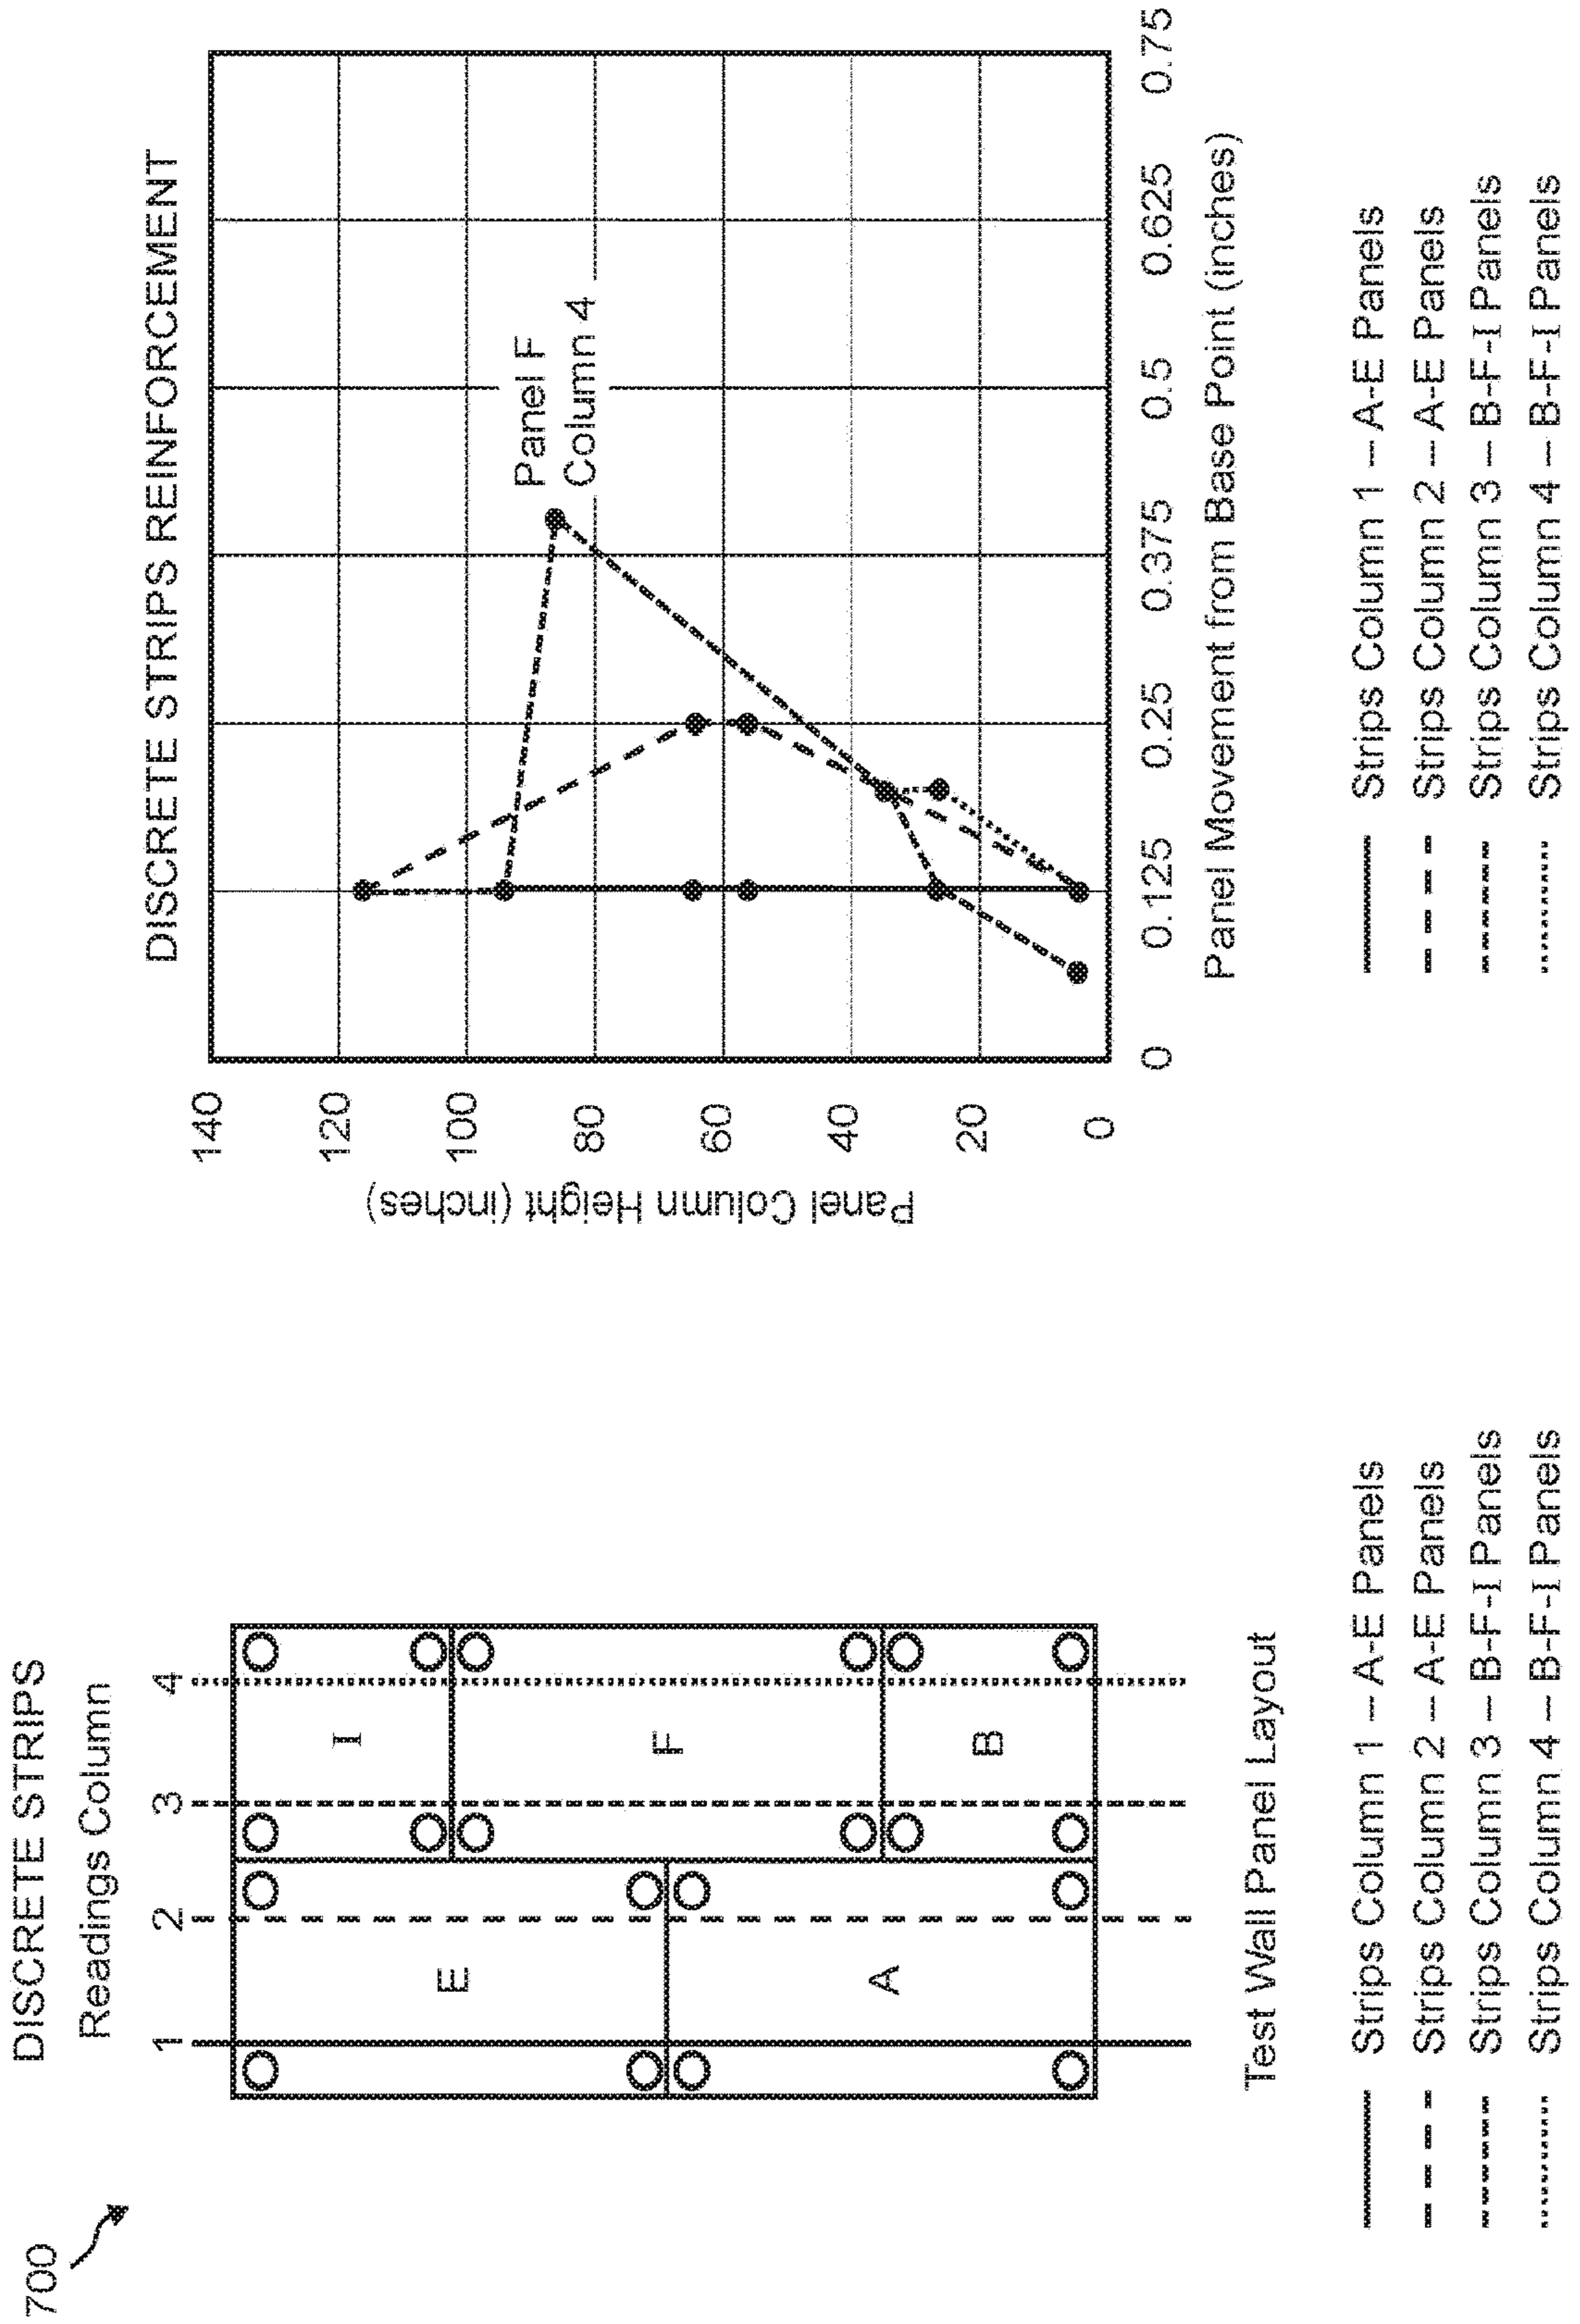 700
DISCRETE STRIPS
Readings Column
1 2 3 4
E
A
I
F
B
Test Wall Panel Layout
Strips Column 1 – A-E Panels
Strips Column 2 – A-E Panels
Strips Column 3 – B-F-I Panels
Strips Column 4 – B-F-I Panels
DISCRETE STRIPS REINFORCEMENT
Panel Column Height (inches)
140
120
100
80
60
40
20
0
Panel F
Column 4
0 0.125 0.25 0.375 0.5 0.625 0.75
Panel Movement from Base Point (inches)
Strips Column 1 – A-E Panels
Strips Column 2 – A-E Panels
Strips Column 3 – B-F-I Panels
Strips Column 4 – B-F-I Panels